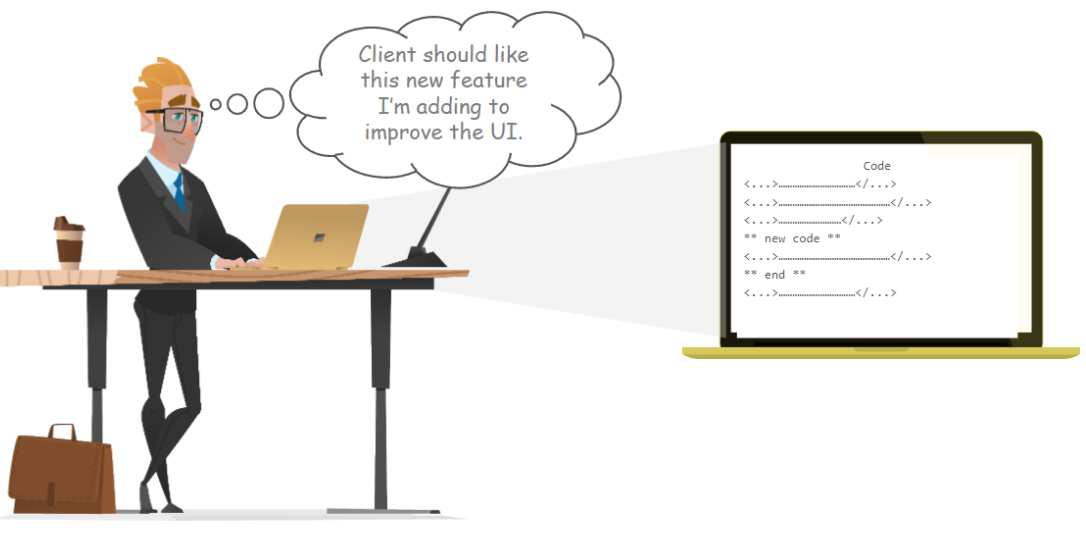 Client should like
this new feature
I'm adding to
improve the UI.
Code
<...>……………………………</...>
<...>…………………………………………</...>
<...>………………………</...>
** new code **
<...>…………………………………………</...>
** end **
<...>……………………………</...>